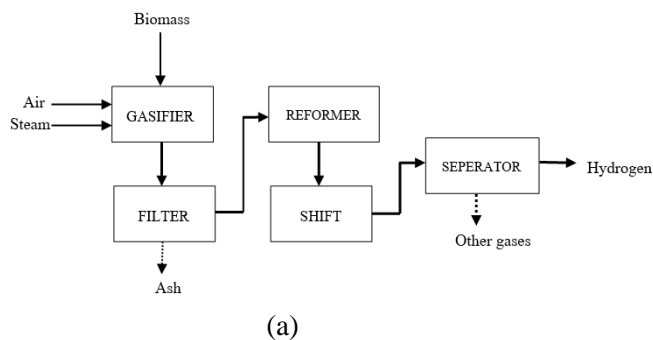 Biomass
Air
Steam
GASIFIER
REFORMER
SEPERATOR
Hydrogen
FILTER
SHIFT
Other gases
Ash
(a)